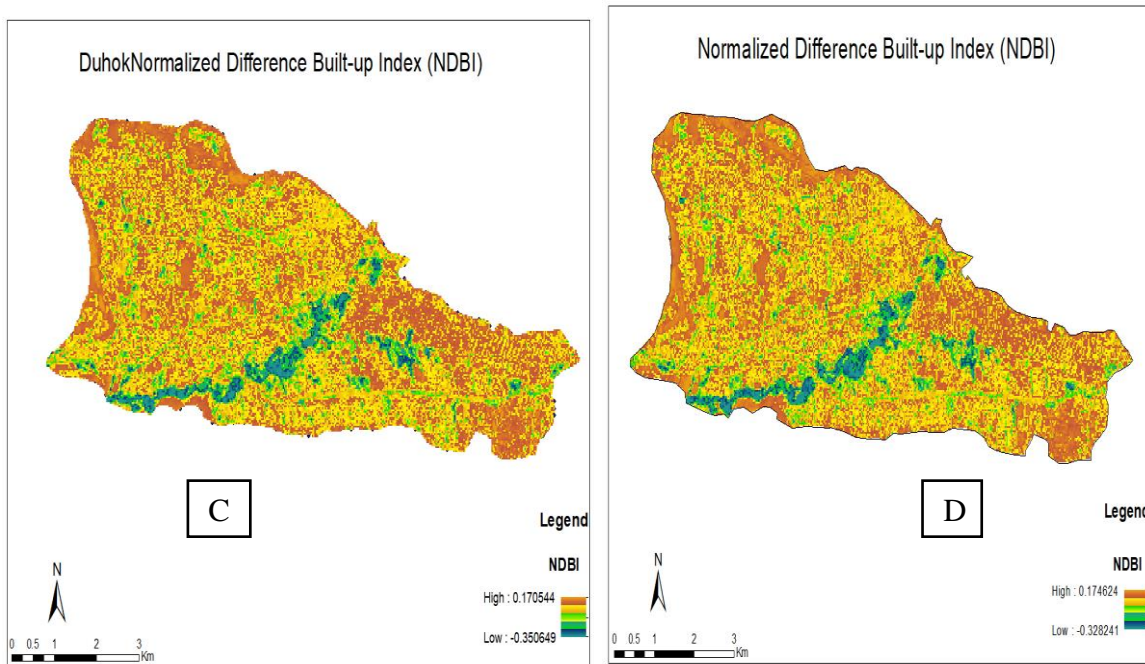 DuhokNormalized Difference Built-up Index (NDBI)
C
Legend
NDBI
High : 0.170544
Low : -0.350649
N
0 0.5 1 2 3
Km
Normalized Difference Built-up Index (NDBI)
D
Legend
NDBI
High : 0.174624
Low : -0.328241
N
0 0.5 1 2 3
Km